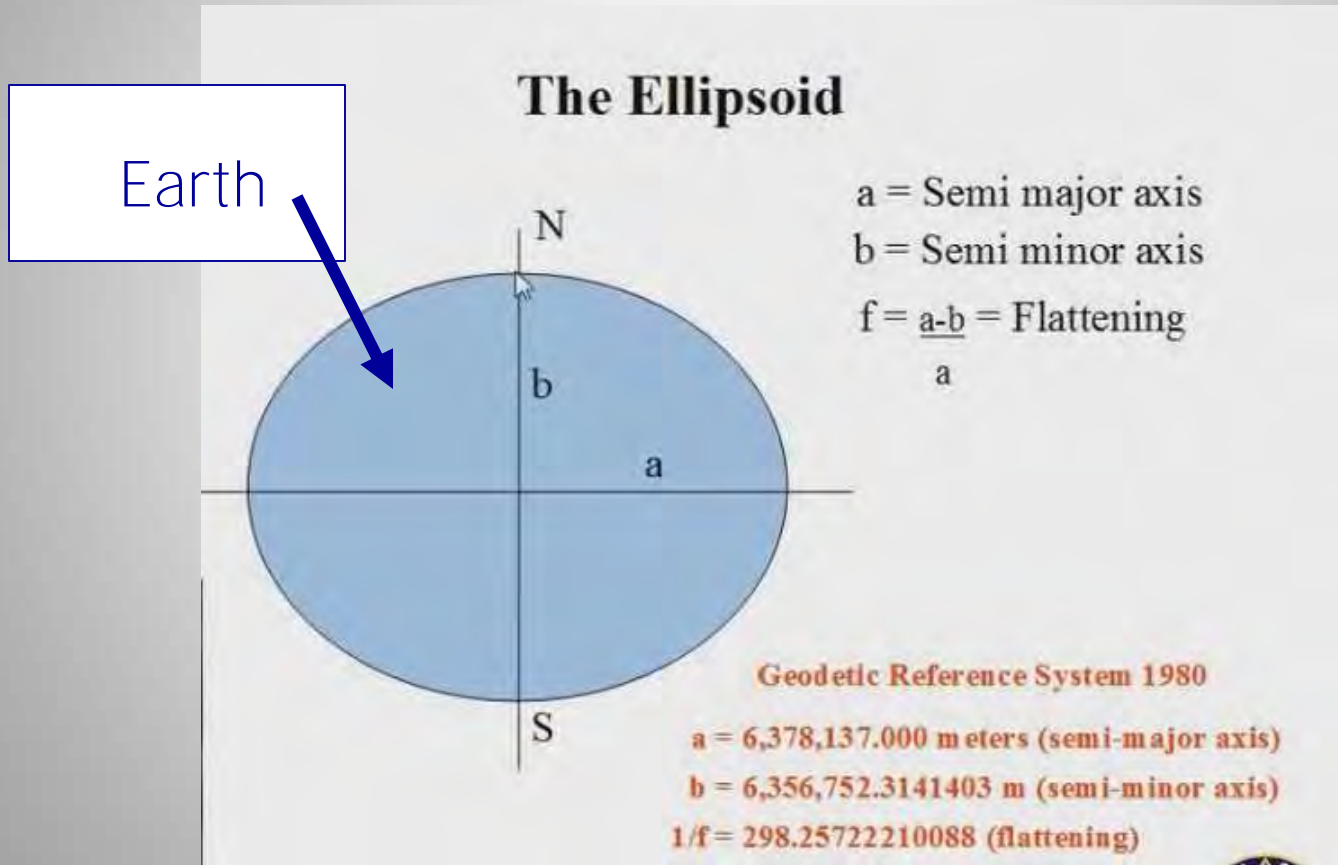 The Ellipsoid
Earth
a = Semi major axis
b = Semi minor axis
f = a-b = Flattening
a
N
b
a
S
Geodetic Reference System 1980
a = 6,378,137.000 meters (semi-major axis)
b = 6,356,752.3141403 m (semi-minor axis)
1/f = 298.25722210088 (flattening)